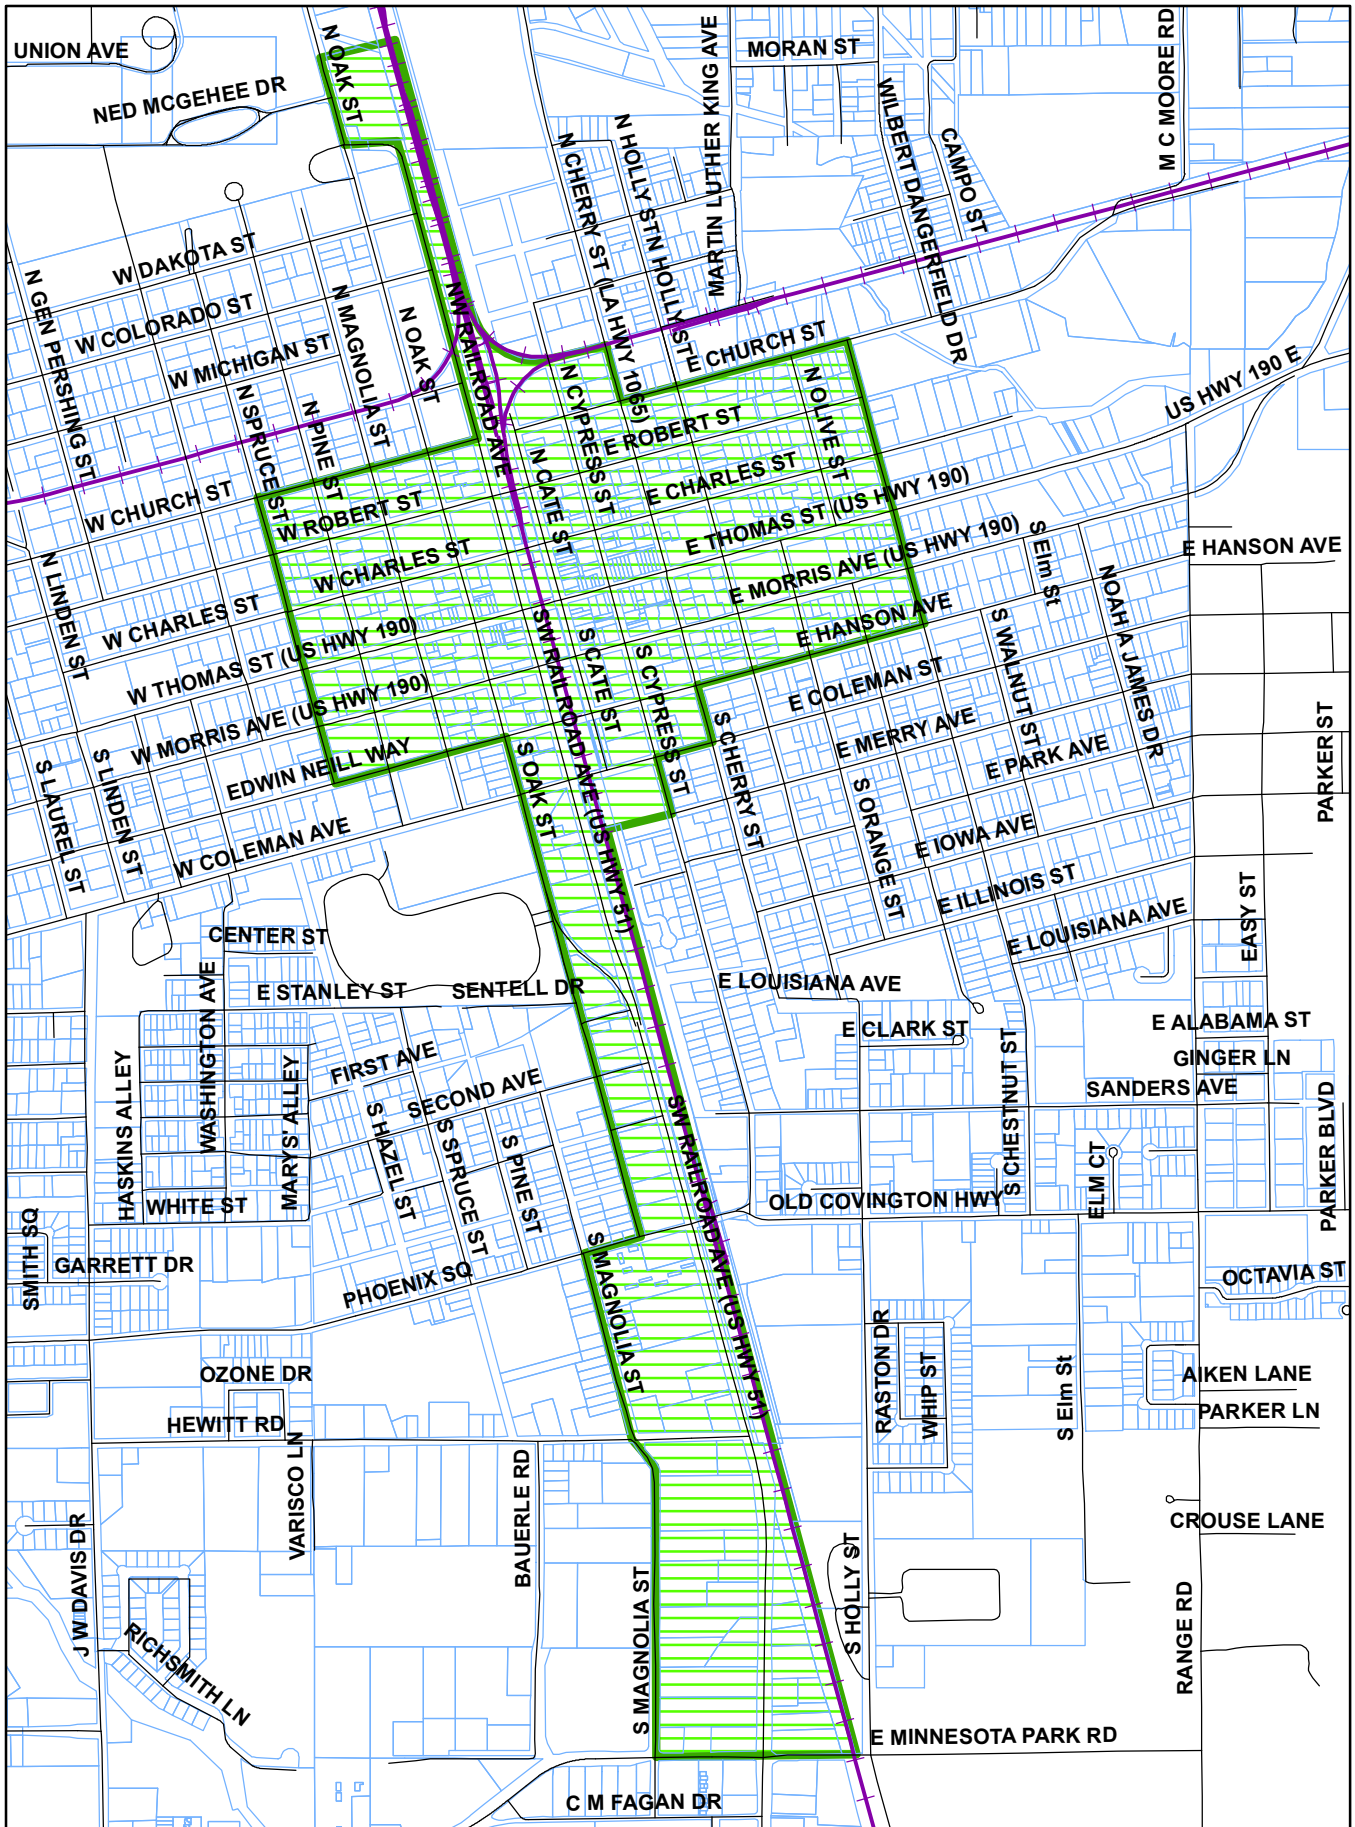 UNION AVE
NED MCGEHEE DR
N OAK ST
MORAN ST
MARTIN LUTHER KING AVE
WILBERT DANGERFIELD DR
CAMPO ST
M C MOORE RD
N CHERRY ST (LA HWY 1065)
N HOLLY ST
N HOLLY ST
W DAKOTA ST
W COLORADO ST
W MICHIGAN ST
N GEN PERSHING ST
N MAGNOLIA ST
N OAK ST
NW RAILROAD AVE
N SPRUCE ST
N PINE ST
E CHURCH ST
US HWY 190 E
N CYPRESS ST
N OLIVE ST
E ROBERT ST
E CHARLES ST
N CATE ST
W CHURCH ST
W ROBERT ST
W CHARLES ST
E THOMAS ST (US HWY 190)
E MORRIS AVE (US HWY 190)
E HANSON AVE
S Elm St
E HANSON AVE
NOAH A JAMES DR
N LINDEN ST
W CHARLES ST
W THOMAS ST (US HWY 190)
W MORRIS AVE (US HWY 190)
EDWIN NEILL WAY
W COLEMAN AVE
SW RAILROAD AVE (US HWY 51)
S CATE ST
S CYPRESS ST
S CHERRY ST
S OAK ST
E COLEMAN ST
S WALNUT ST
E MERRY AVE
E PARK AVE
S ORANGE ST
E IOWA AVE
E ILLINOIS ST
E LOUISIANA AVE
PARKER ST
EASY ST
S LAUREL ST
S LINDEN ST
CENTER ST
E STANLEY ST
SENTELL DR
E LOUISIANA AVE
E CLARK ST
E ALABAMA ST
GINGER LN
SANDERS AVE
HASKINS ALLEY
WASHINGTON AVE
MARYS' ALLEY
FIRST AVE
SECOND AVE
S HAZEL ST
S SPRUCE ST
S PINE ST
S CHESTNUT ST
ELM CT
PARKER BLVD
WHITE ST
OLD COVINGTON HWY
SW RAILROAD AVE (US HWY 51)
SMITH SQ
GARRETT DR
PHOENIX SQ
S MAGNOLIA ST
OCTAVIA ST
OZONE DR
HEWITT RD
RASTON DR
WHIP ST
S Elm St
AIKEN LANE
PARKER LN
VARISCO LN
BAUERLE RD
CROUSE LANE
J W DAVIS DR
RICHSMITH LN
S MAGNOLIA ST
S HOLLY ST
RANGE RD
E MINNESOTA PARK RD
C M FAGAN DR